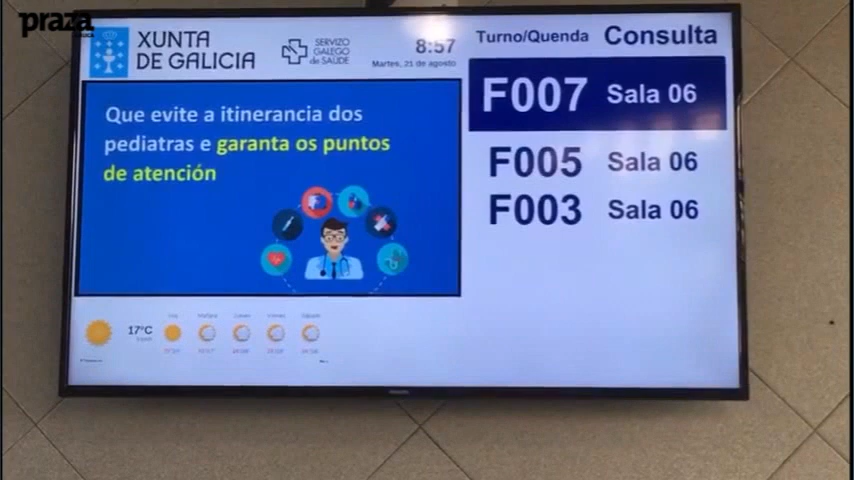 praza
XUNTA
DE GALICIA
SERVIZO
GALEGO
de SAÚDE
8:57
Martes, 21 de agosto
Que evite a itinerancia dos
pediatras e garanta os puntos
de atención
17°C
Turno/Quenda Consulta
F007 Sala 06
F005 Sala 06
F003 Sala 06